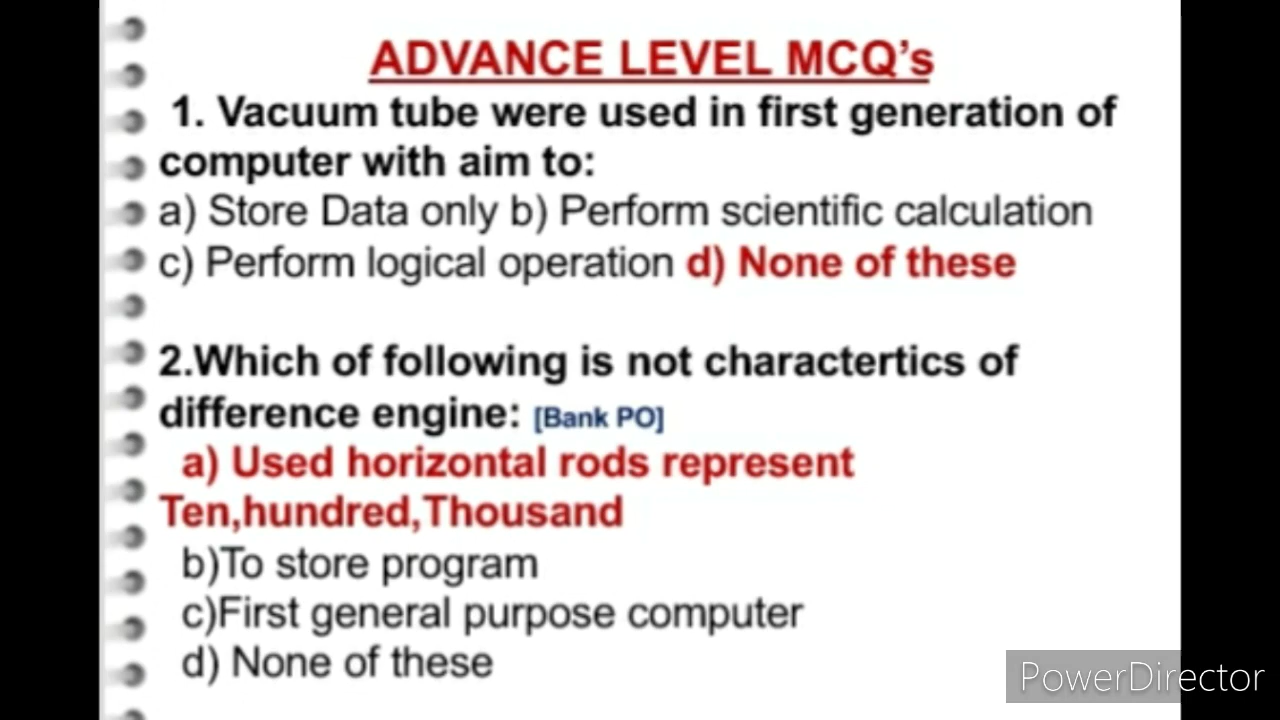 ADVANCE LEVEL MCQ’s
1. Vacuum tube were used in first generation of
computer with aim to:
a) Store Data only b) Perform scientific calculation
c) Perform logical operation d) None of these
2.Which of following is not charactertics of
difference engine: [Bank PO]
a) Used horizontal rods represent
Ten,hundred,Thousand
b)To store program
c)First general purpose computer
d) None of these
PowerDirector